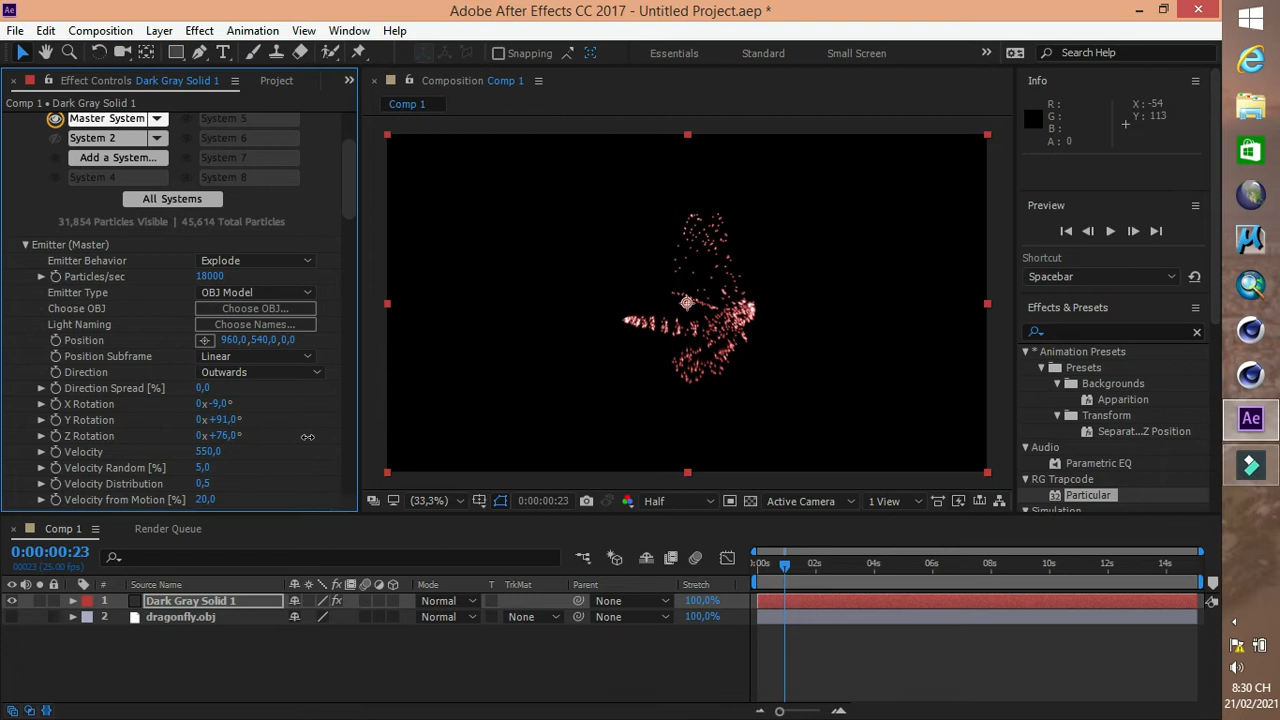 Ae Adobe After Effects CC 2017 - Untitled Project.aep *
File Edit Composition Layer Effect Animation View Window Help
Snapping Essentials Standard Small Screen Search Help
Effect Controls Dark Gray Solid 1 Project Composition Comp 1 Info
Comp 1 • Dark Gray Solid 1 Comp 1
R: X: -54
G: Y: 113
B:
A: 0
Master System System 5
System 2 System 6
Add a System... System 7
System 4 System 8
All Systems
31,854 Particles Visible | 45,614 Total Particles
Emitter (Master)
Emitter Behavior Explode
Particles/sec 18000
Emitter Type OBJ Model
Choose OBJ Choose OBJ...
Light Naming Choose Names...
Position 960,0,540,0,0,0
Position Subframe Linear
Direction Outwards
Direction Spread [%] 0,0
X Rotation 0x-9,0°
Y Rotation 0x+91,0°
Z Rotation 0x+76,0°
Velocity 550,0
Velocity Random [%] 5,0
Velocity Distribution 0,5
Velocity from Motion [%] 20,0
Preview
Shortcut
Spacebar
Effects & Presets
* Animation Presets
Presets
Backgrounds
Apparition
Transform
Separat...Z Position
Audio
Parametric EQ
RG Trapcode
Particular
Simulation
(33,3%) 0:00:00:23 Half Active Camera 1 View
Comp 1 Render Queue
0:00:00:23
00023 (25.00 fps)
:00s 02s 04s 06s 08s 10s 12s 14s
# Source Name Mode T TrkMat Parent Stretch
1 Dark Gray Solid 1 Normal None 100,0%
2 dragonfly.obj Normal None None 100,0%
Ae
8:30 CH
21/02/2021